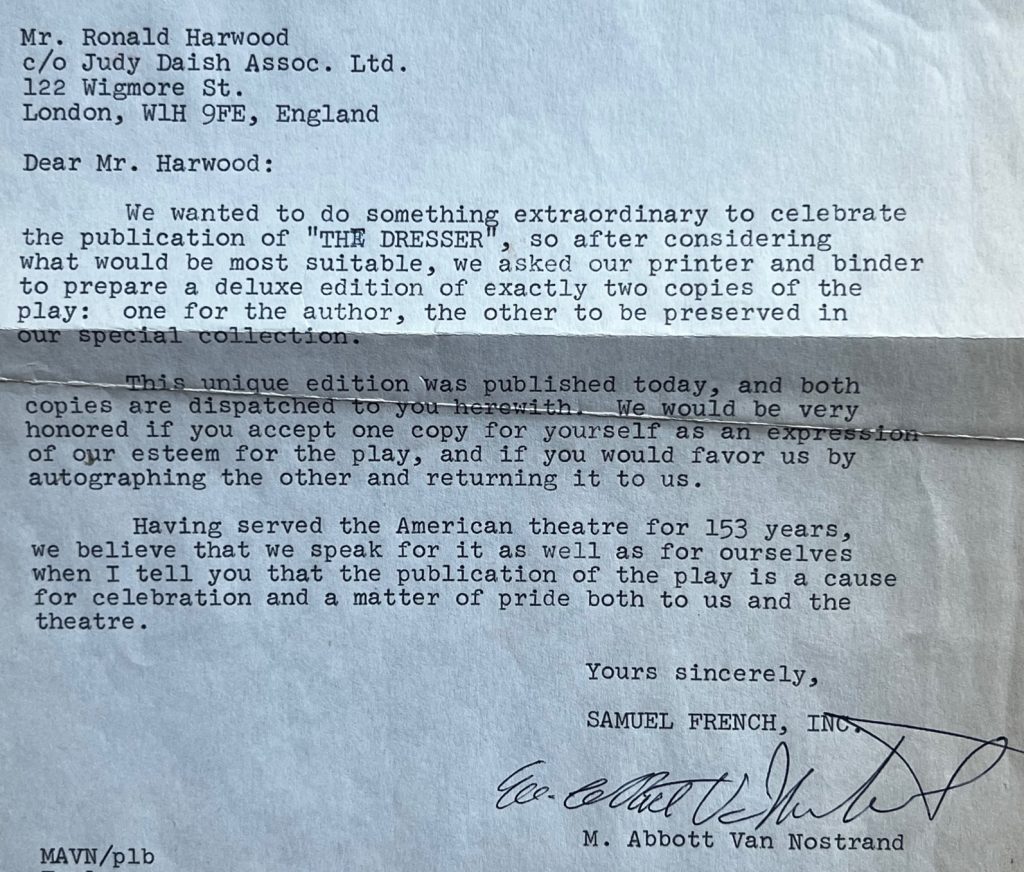 Mr. Ronald Harwood
c/o Judy Daish Assoc. Ltd.
122 Wigmore St.
London, W1H 9FE, England
Dear Mr. Harwood:
We wanted to do something extraordinary to celebrate
the publication of "THE DRESSER", so after considering
what would be most suitable, we asked our printer and binder
to prepare a deluxe edition of exactly two copies of the
play: one for the author, the other to be preserved in
our special collection.
This unique edition was published today, and both
copies are dispatched to you herewith. We would be very
honored if you accept one copy for yourself as an expression
of our esteem for the play, and if you would favor us by
autographing the other and returning it to us.
Having served the American theatre for 153 years,
we believe that we speak for it as well as for ourselves
when I tell you that the publication of the play is a cause
for celebration and a matter of pride both to us and the
theatre.
Yours sincerely,
SAMUEL FRENCH, INC.
M. Abbott Van Nostrand
MAVN/plb